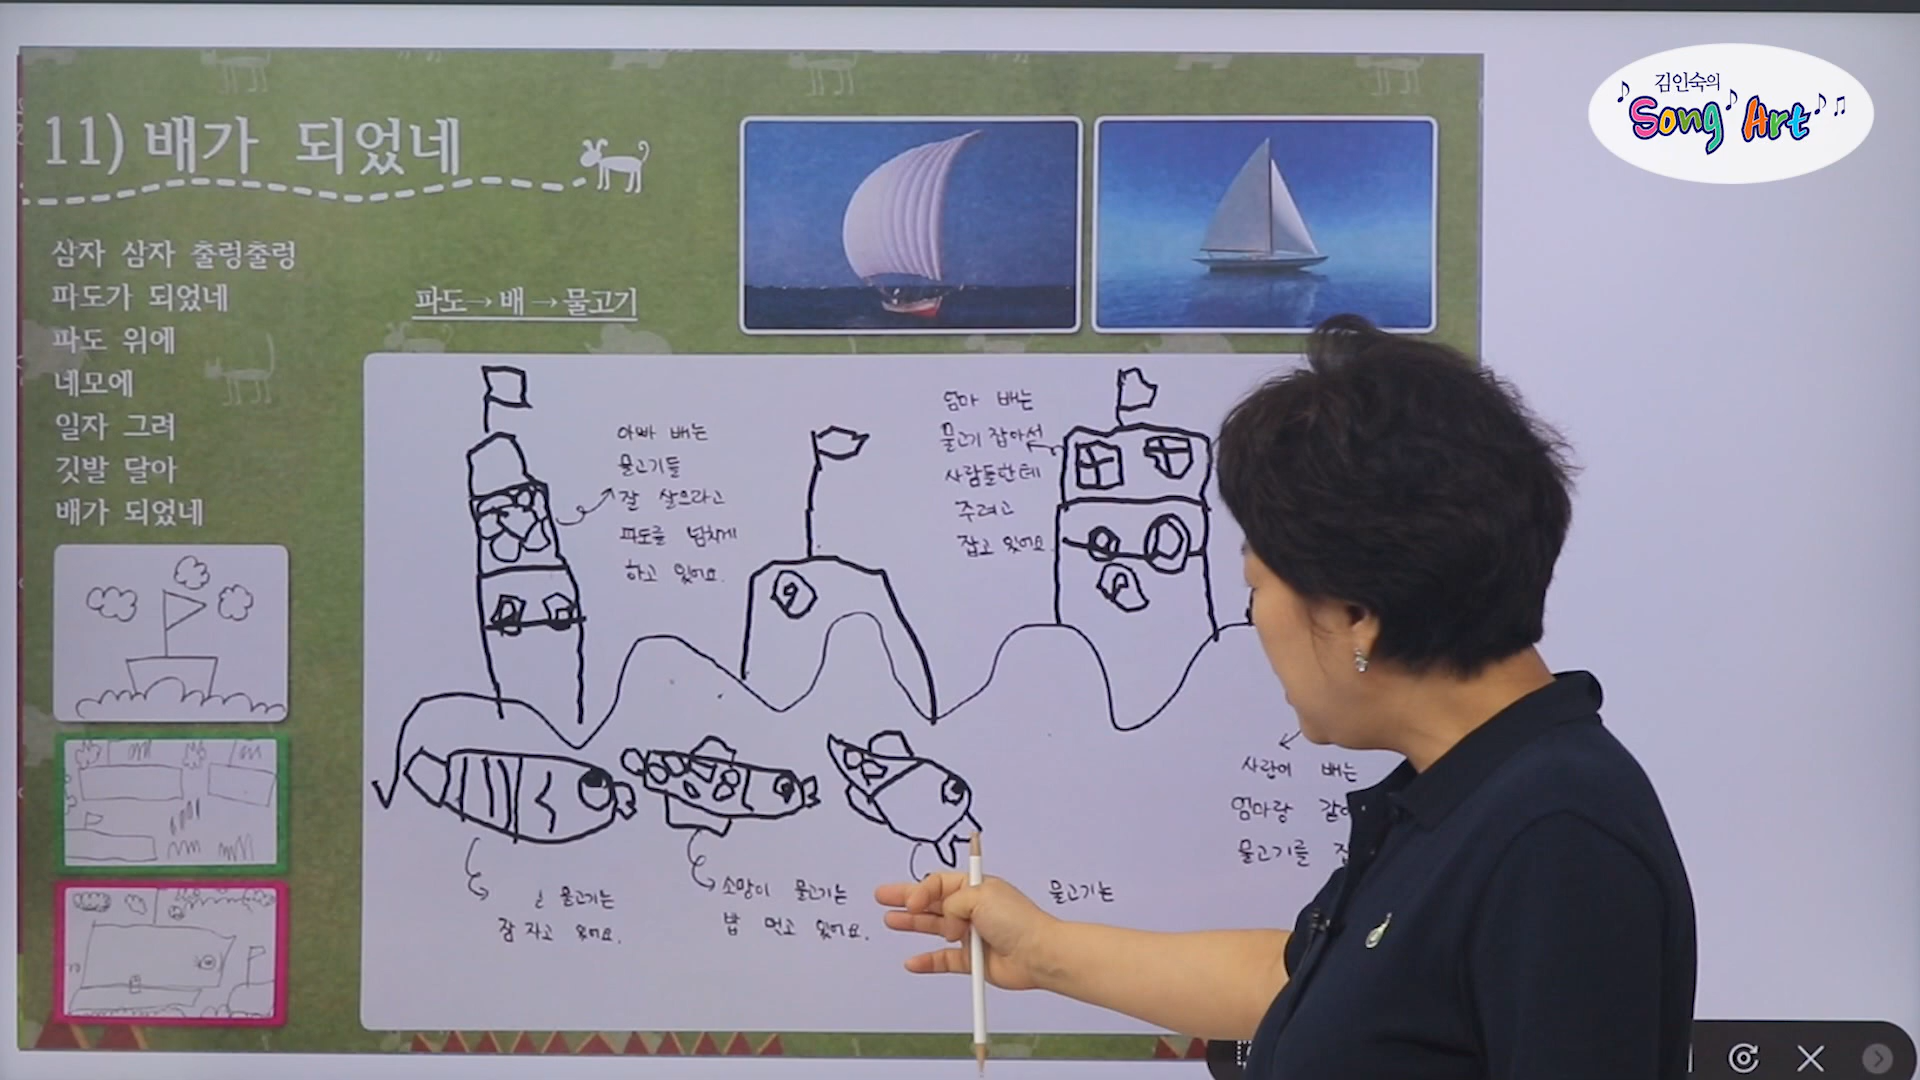 김인숙의
Song Art
11) 배가 되었네
삼자 삼자 출렁출렁
파도가 되었네
파도 위에
네모에
일자 그려
깃발 달아
배가 되었네
파도→배→물고기
아빠 배는
물고기들
잘 살으라고
파도를 넘치게
하고 있어요.
엄마 배는
물고기 잡아서
사람들한테
주려고
잡고 있어요.
물고기는
잠 자고 있어요.
소망이 물고기는
밥 먹고 있어요.
물고기는
사랑이 배는
엄마랑
물고기를